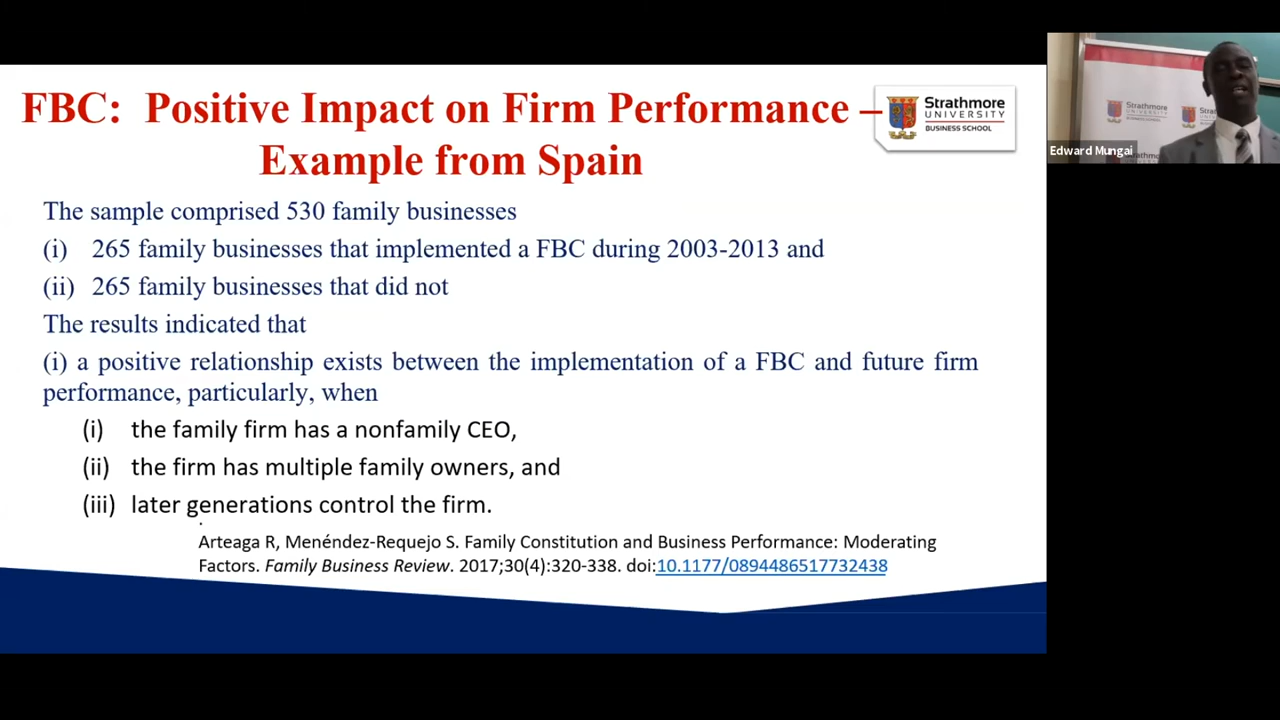 FBC: Positive Impact on Firm Performance –
Example from Spain
Strathmore
UNIVERSITY
BUSINESS SCHOOL
The sample comprised 530 family businesses
(i) 265 family businesses that implemented a FBC during 2003-2013 and
(ii) 265 family businesses that did not
The results indicated that
(i) a positive relationship exists between the implementation of a FBC and future firm
performance, particularly, when
(i) the family firm has a nonfamily CEO,
(ii) the firm has multiple family owners, and
(iii) later generations control the firm.
.
Arteaga R, Menéndez-Requejo S. Family Constitution and Business Performance: Moderating
Factors. Family Business Review. 2017;30(4):320-338. doi:10.1177/0894486517732438
Strathmore
UNIVERSITY
Edward Mungai